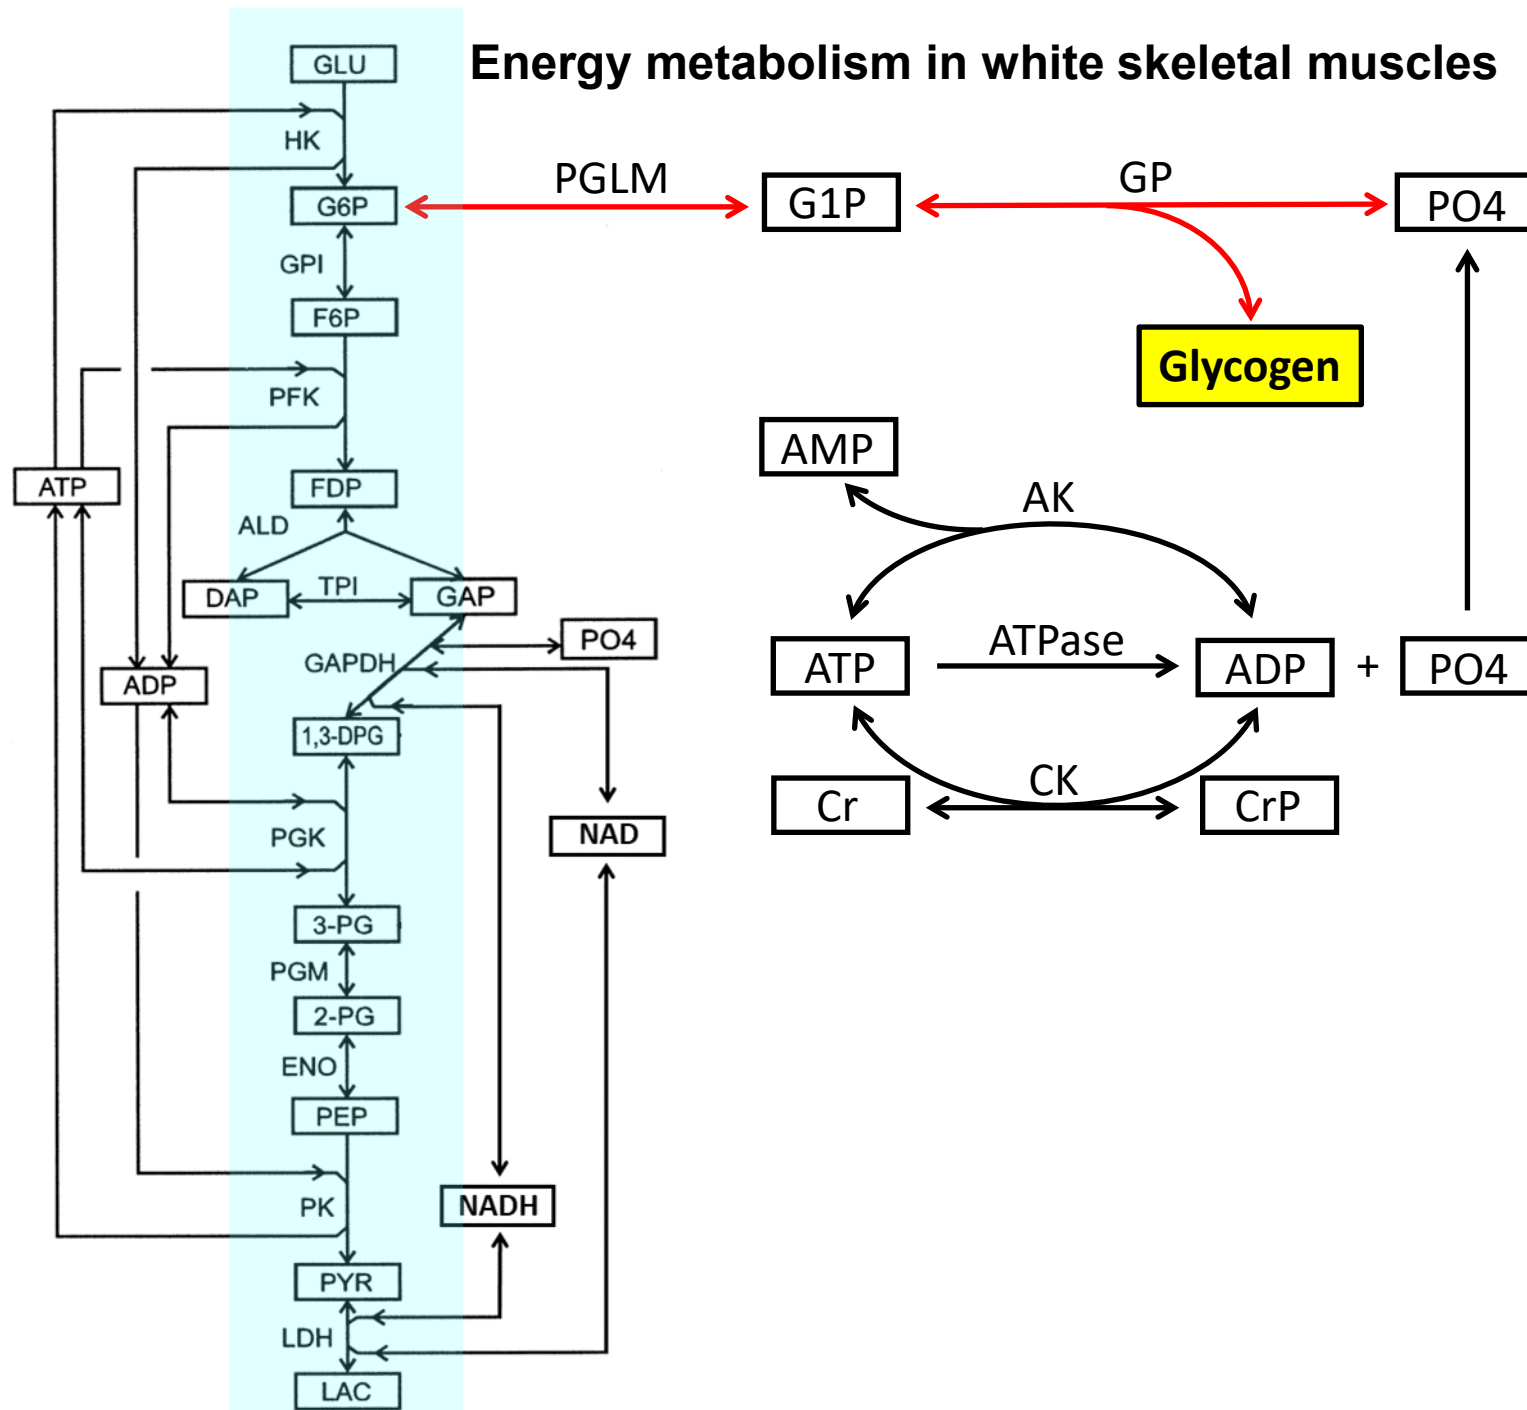 Energy metabolism in white skeletal muscles
GLU
HK
PGLM
GP
G6P
G1P
PO4
GPI
F6P
Glycogen
PFK
AMP
ATP
FDP
AK
ALD
DAP
TPI
GAP
PO4
ATPase
GAPDH
ATP
ADP
+
PO4
ADP
1,3-DPG
CK
Cr
CrP
PGK
NAD
3-PG
PGM
2-PG
ENO
PEP
PK
NADH
PYR
LDH
LAC